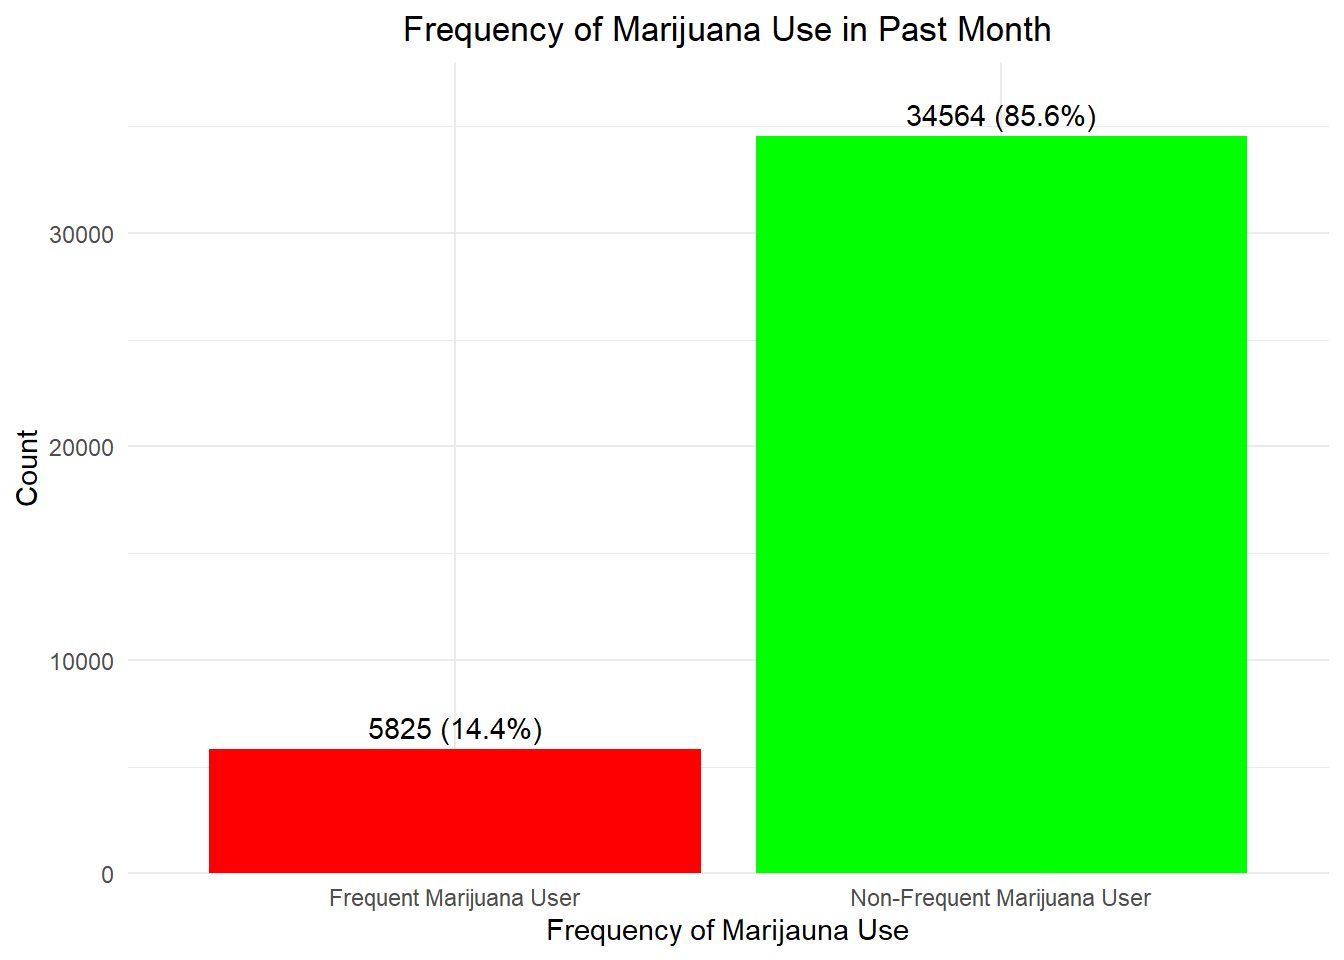 Frequency of Marijuana Use in Past Month
34564 (85.6%)
30000
20000
Count
10000
5825 (14.4%)
0
Frequent Marijuana User
Non-Frequent Marijuana User
Frequency of Marijauna Use